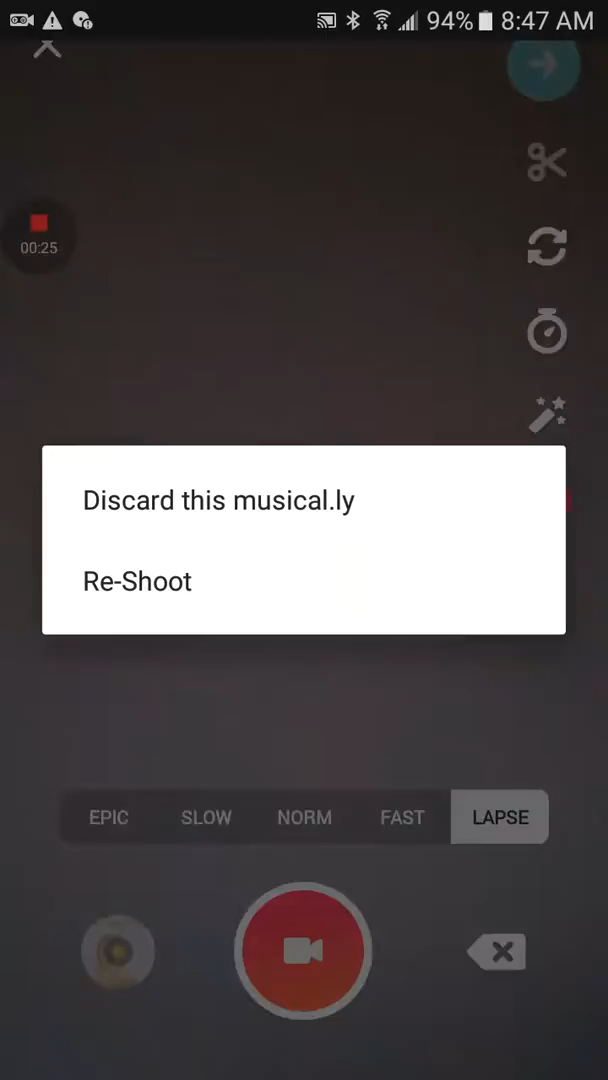 94% 8:47 AM
00:25
Discard this musical.ly
Re-Shoot
EPIC SLOW NORM FAST LAPSE